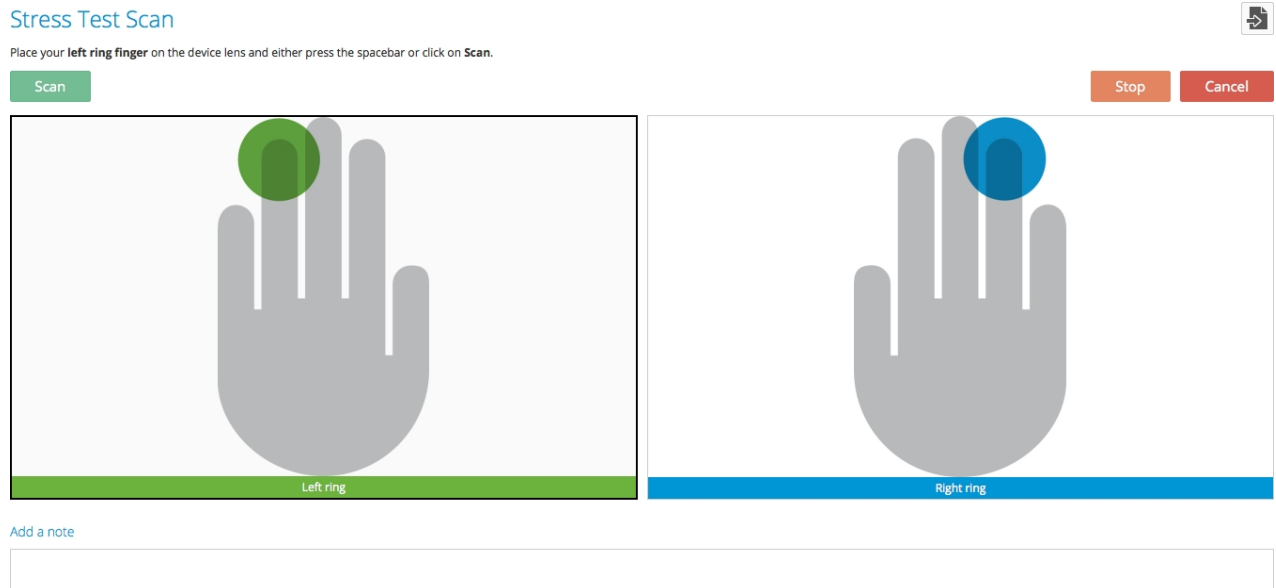 Stress Test Scan
Place your left ring finger on the device lens and either press the spacebar or click on Scan.
Scan
Stop
Cancel
Left ring
Right ring
Add a note